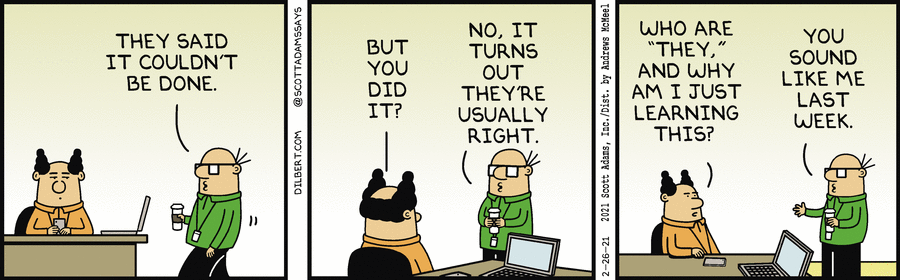 THEY SAID
IT COULDN'T
BE DONE.
DILBERT.COM @SCOTTADAMSSAYS
BUT
YOU
DID
IT?
NO, IT
TURNS
OUT
THEY'RE
USUALLY
RIGHT.
2-26-21 2021 Scott Adams, Inc./Dist. by Andrews McMeel
WHO ARE
"THEY,"
AND WHY
AM I JUST
LEARNING
THIS?
YOU
SOUND
LIKE ME
LAST
WEEK.